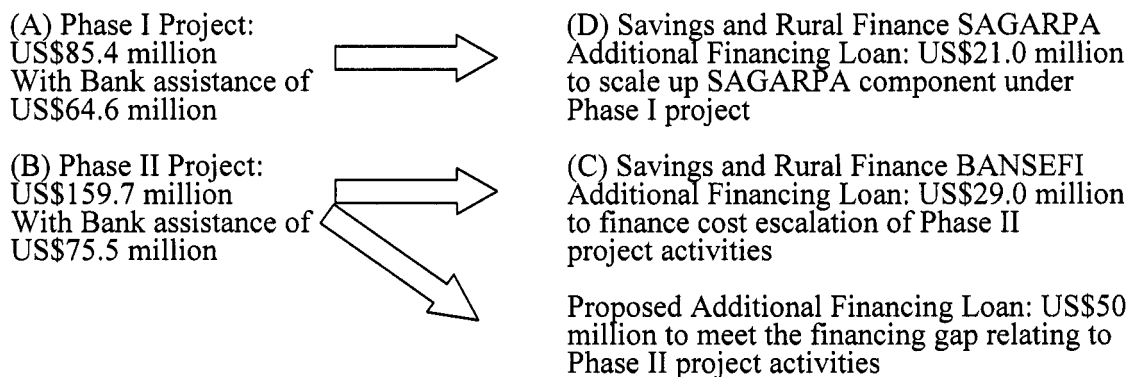 (A) Phase I Project:
US$85.4 million
With Bank assistance of
US$64.6 million
(D) Savings and Rural Finance SAGARPA
Additional Financing Loan: US$21.0 million
to scale up SAGARPA component under
Phase I project
(B) Phase II Project:
US$159.7 million
With Bank assistance of
US$75.5 million
(C) Savings and Rural Finance BANSEFI
Additional Financing Loan: US$29.0 million
to finance cost escalation of Phase II
project activities
Proposed Additional Financing Loan: US$50
million to meet the financing gap relating to
Phase II project activities